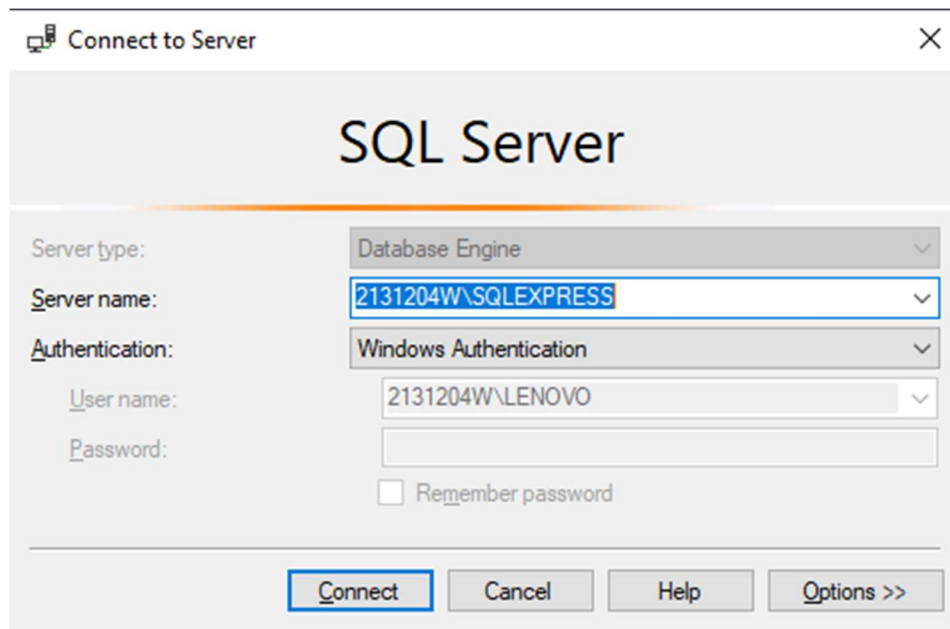 Connect to Server
SQL Server
Server type: Database Engine
Server name: 2131204W\SQLEXPRESS
Authentication: Windows Authentication
User name: 2131204W\LENOVO
Password:
Remember password
Connect Cancel Help Options >>